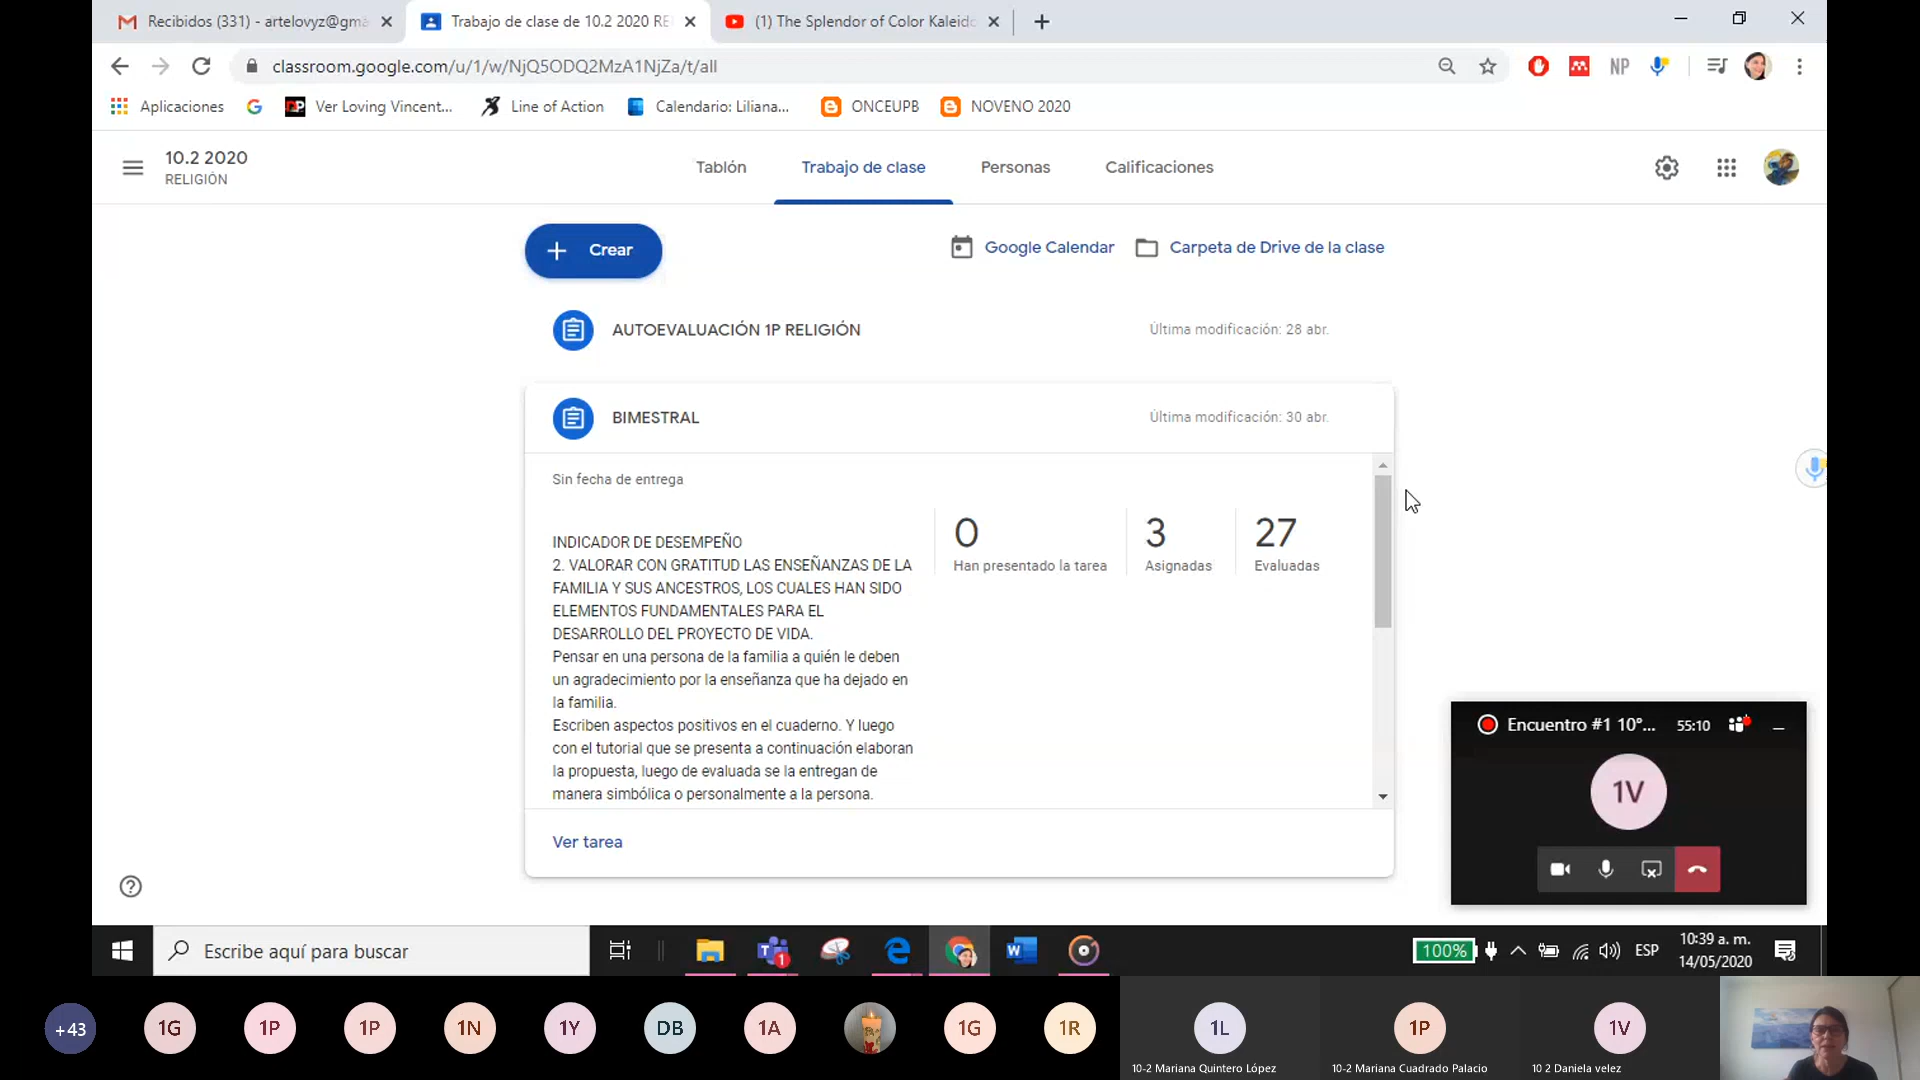 Recibidos (331) - artelovyz@gma
Trabajo de clase de 10.2 2020 RE
(1) The Splendor of Color Kaleido
classroom.google.com/u/1/w/NjQ5ODQ2MzA1NjZa/t/all
NP
Aplicaciones
Ver Loving Vincent...
Line of Action
Calendario: Liliana...
ONCEUPB
NOVENO 2020
10.2 2020
RELIGIÓN
Tablón
Trabajo de clase
Personas
Calificaciones
Crear
Google Calendar
Carpeta de Drive de la clase
AUTOEVALUACIÓN 1P RELIGIÓN
Última modificación: 28 abr.
BIMESTRAL
Última modificación: 30 abr.
Sin fecha de entrega
INDICADOR DE DESEMPEÑO
2. VALORAR CON GRATITUD LAS ENSEÑANZAS DE LA
FAMILIA Y SUS ANCESTROS, LOS CUALES HAN SIDO
ELEMENTOS FUNDAMENTALES PARA EL
DESARROLLO DEL PROYECTO DE VIDA.
Pensar en una persona de la familia a quién le deben
un agradecimiento por la enseñanza que ha dejado en
la familia.
Escriben aspectos positivos en el cuaderno. Y luego
con el tutorial que se presenta a continuación elaboran
la propuesta, luego de evaluada se la entregan de
manera simbólica o personalmente a la persona.
0
Han presentado la tarea
3
Asignadas
27
Evaluadas
Ver tarea
Encuentro #1 10°...
55:10
1V
Escribe aquí para buscar
1
100%
ESP
10:39 a. m.
14/05/2020
+43
1G
1P
1P
1N
1Y
DB
1A
1G
1R
1L
10-2 Mariana Quintero López
1P
10-2 Mariana Cuadrado Palacio
1V
10 2 Daniela velez